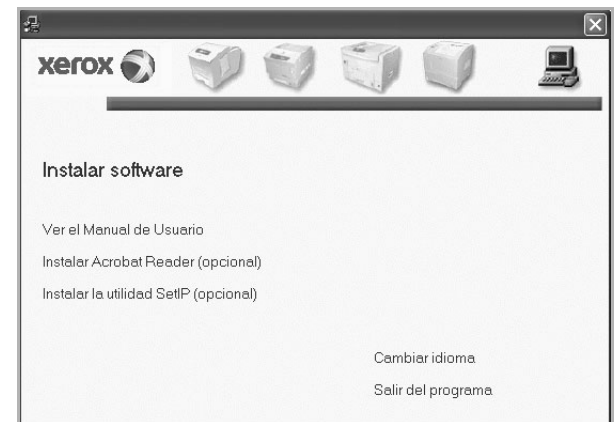 xerox
Instalar software
Ver el Manual de Usuario
Instalar Acrobat Reader (opcional)
Instalar la utilidad SetIP (opcional)
Cambiar idioma
Salir del programa